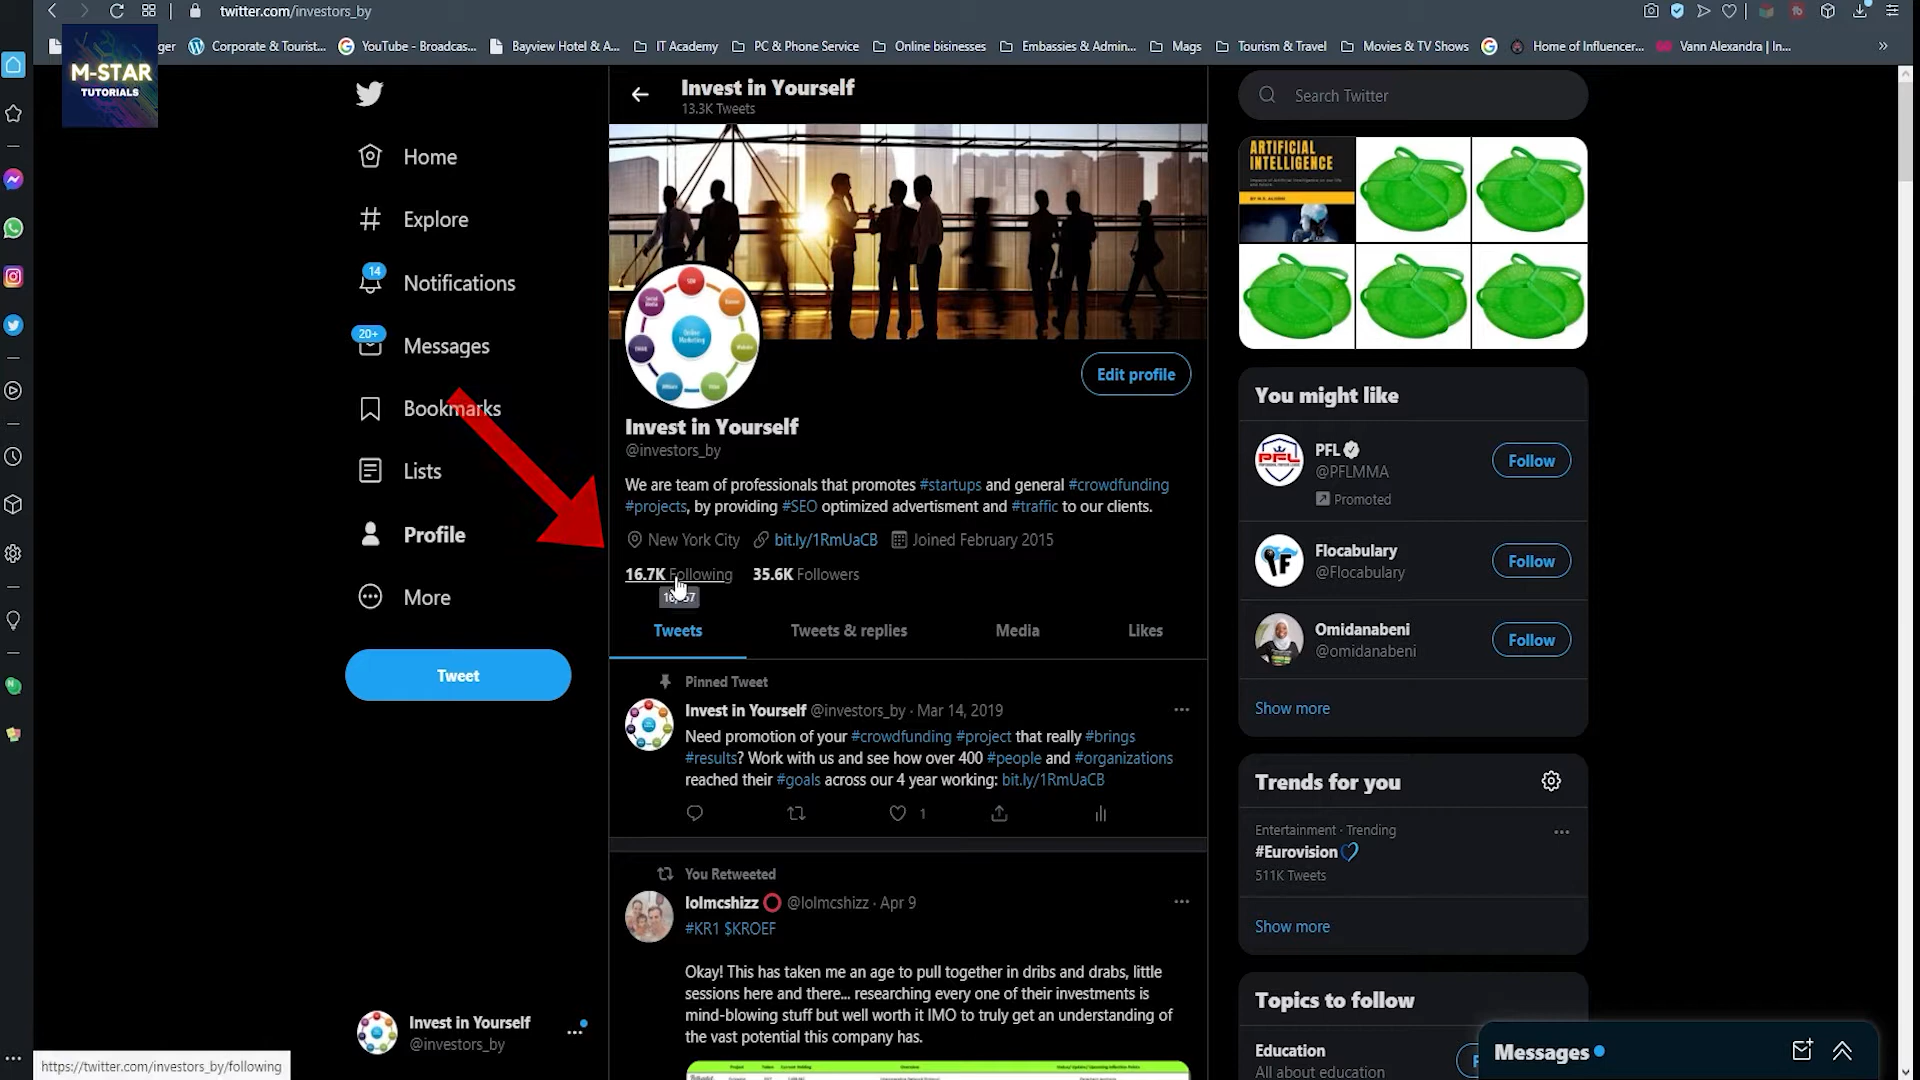 twitter.com/investors_by
Corporate & Tourist...
YouTube - Broadcas...
Bayview Hotel & A...
IT Academy
PC & Phone Service
Online bisinesses
Embassies & Admin...
Mags
Tourism & Travel
Movies & TV Shows
Home of Influencer...
Vann Alexandra | In...
M-STAR
TUTORIALS
Home
Explore
14
Notifications
20+
Messages
Bookmarks
Lists
Profile
More
Tweet
Invest in Yourself
@investors_by
https://twitter.com/investors_by/following
Invest in Yourself
13.3K Tweets
Online
Marketing
SEO
Edit profile
Invest in Yourself
@investors_by
We are team of professionals that promotes #startups and general #crowdfunding
#projects, by providing #SEO optimized advertisment and #traffic to our clients.
New York City bit.ly/1RmUaCB Joined February 2015
16.7K Following 35.6K Followers
Tweets
Tweets & replies
Media
Likes
Pinned Tweet
Invest in Yourself @investors_by · Mar 14, 2019
Need promotion of your #crowdfunding #project that really #brings
#results? Work with us and see how over 400 #people and #organizations
reached their #goals across our 4 year working: bit.ly/1RmUaCB
1
You Retweeted
lolmcshizz @lolmcshizz · Apr 9
#KR1 $KROEF
Okay! This has taken me an age to pull together in dribs and drabs, little
sessions here and there... researching every one of their investments is
mind-blowing stuff but well worth it IMO to truly get an understanding of
the vast potential this company has.
Search Twitter
ARTIFICIAL
INTELLIGENCE
You might like
PFL
PFL
@PFLMMA
Promoted
Follow
Flocabulary
@Flocabulary
Follow
Omidanabeni
@omidanabeni
Follow
Show more
Trends for you
Entertainment · Trending
#Eurovision
511K Tweets
Show more
Topics to follow
Education
All about education
Messages